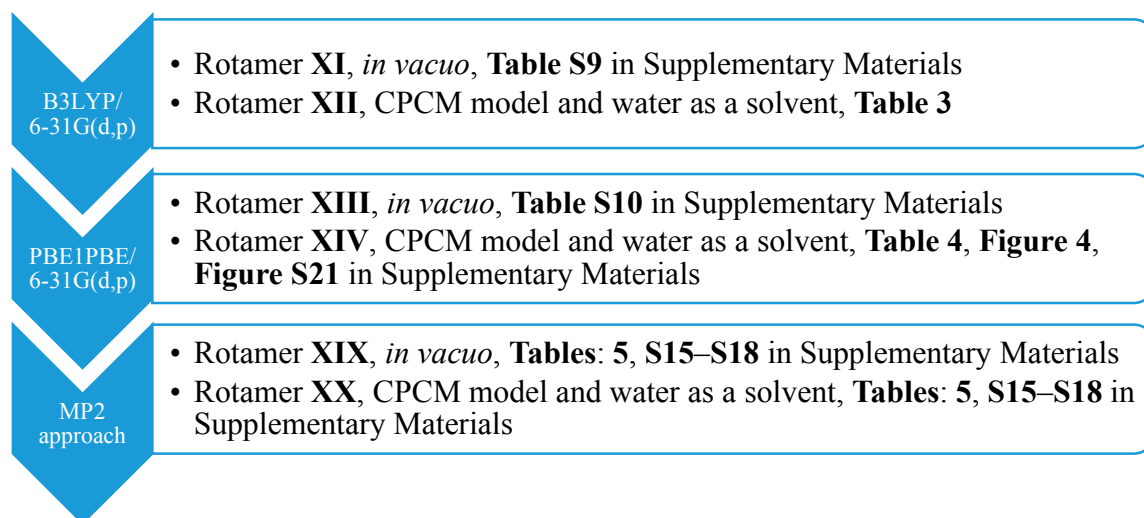 B3LYP/
6-31G(d,p)
• Rotamer XI, in vacuo, Table S9 in Supplementary Materials
• Rotamer XII, CPCM model and water as a solvent, Table 3
PBE1PBE/
6-31G(d,p)
• Rotamer XIII, in vacuo, Table S10 in Supplementary Materials
• Rotamer XIV, CPCM model and water as a solvent, Table 4, Figure 4,
Figure S21 in Supplementary Materials
MP2
approach
• Rotamer XIX, in vacuo, Tables: 5, S15–S18 in Supplementary Materials
• Rotamer XX, CPCM model and water as a solvent, Tables: 5, S15–S18 in
Supplementary Materials